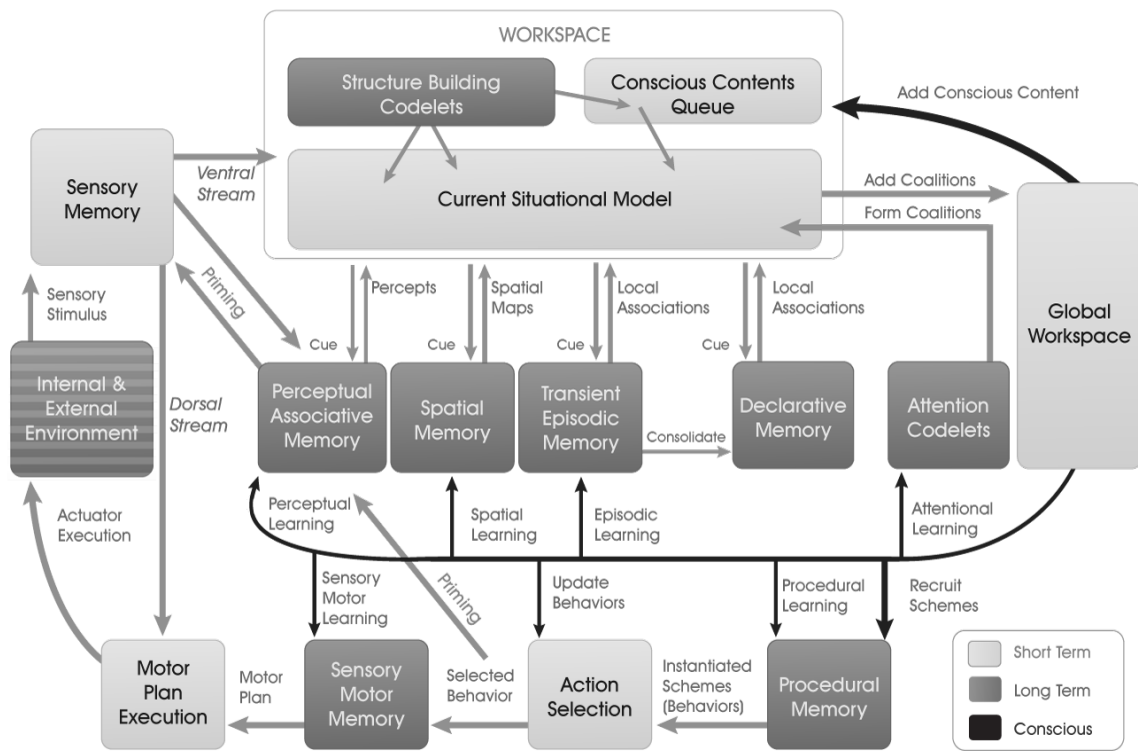 WORKSPACE
Structure Building
Codelets
Conscious Contents
Queue
Add Conscious Content
Sensory
Memory
Ventral
Stream
Current Situational Model
Add Coalitions
Form Coalitions
Priming
Sensory
Stimulus
Percepts
Spatial
Maps
Local
Associations
Local
Associations
Global
Workspace
Cue
Cue
Cue
Cue
Internal &
External
Environment
Dorsal
Stream
Perceptual
Associative
Memory
Spatial
Memory
Transient
Episodic
Memory
Consolidate
Declarative
Memory
Attention
Codelets
Actuator
Execution
Perceptual
Learning
Spatial
Learning
Episodic
Learning
Attentional
Learning
Sensory
Motor
Learning
Priming
Update
Behaviors
Procedural
Learning
Recruit
Schemes
Motor
Plan
Execution
Motor
Plan
Sensory
Motor
Memory
Selected
Behavior
Action
Selection
Instantiated
Schemes
(Behaviors)
Procedural
Memory
Short Term
Long Term
Conscious